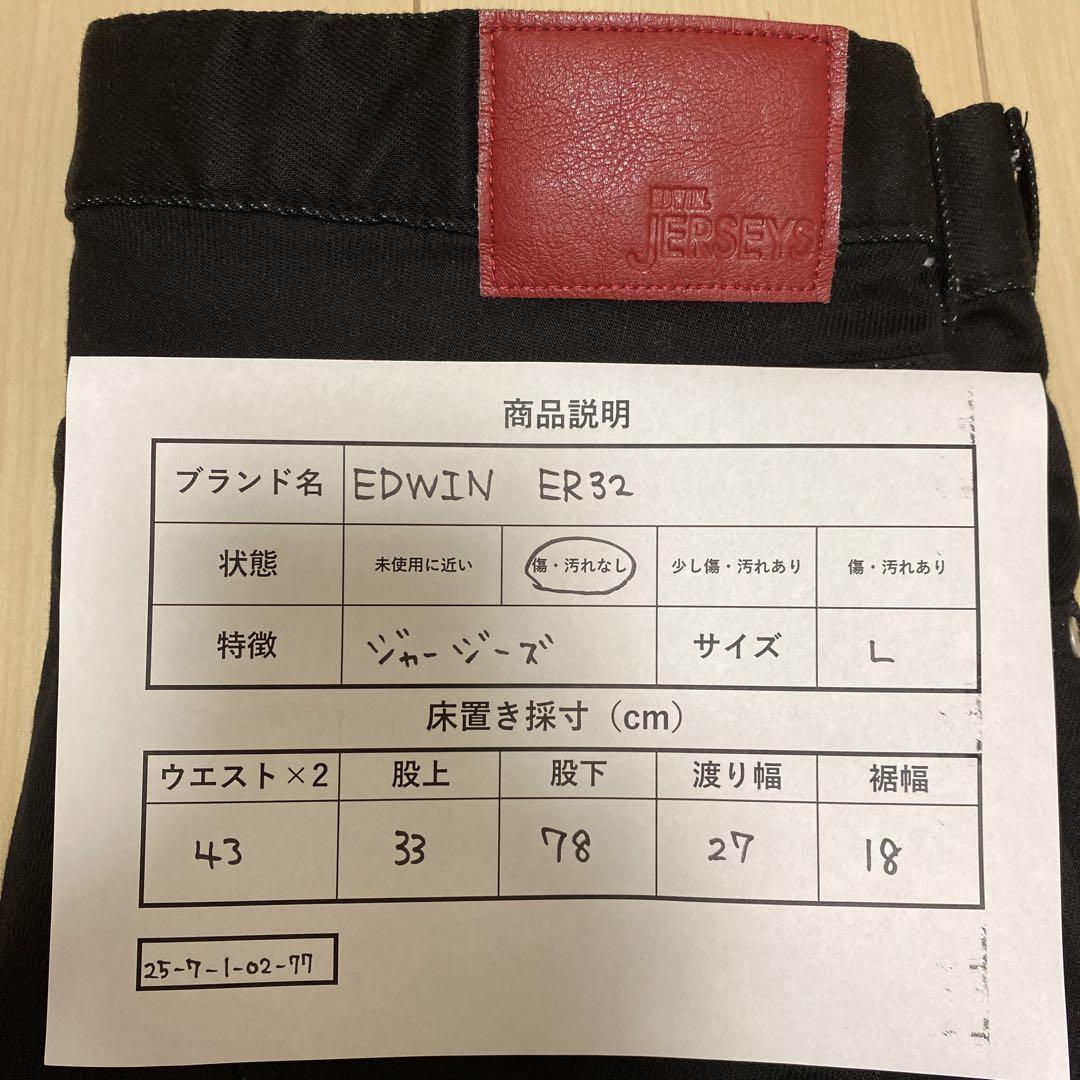 EDWIN.
JERSEYS
商品説明
ブランド名 EDWIN ER32
状態 未使用に近い 傷・汚れなし 少し傷・汚れあり 傷・汚れあり
特徴 ジャージーズ サイズ L
床置き採寸（cm）
ウエスト×2 股上 股下 渡り幅 裾幅
43 33 78 27 18
25-7-1-02-77